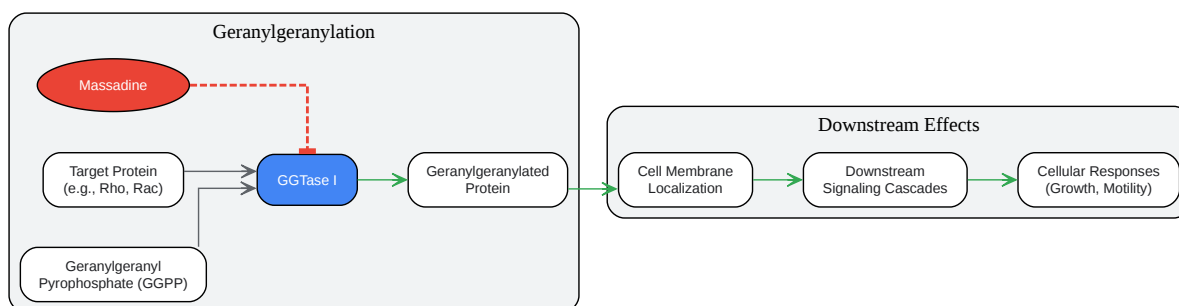 Geranylgeranylation
Massadine
Target Protein
(e.g., Rho, Rac)
GGTase I
Geranylgeranylated
Protein
Geranylgeranyl
Pyrophosphate (GGPP)
Downstream Effects
Cell Membrane
Localization
Downstream
Signaling Cascades
Cellular Responses
(Growth, Motility)